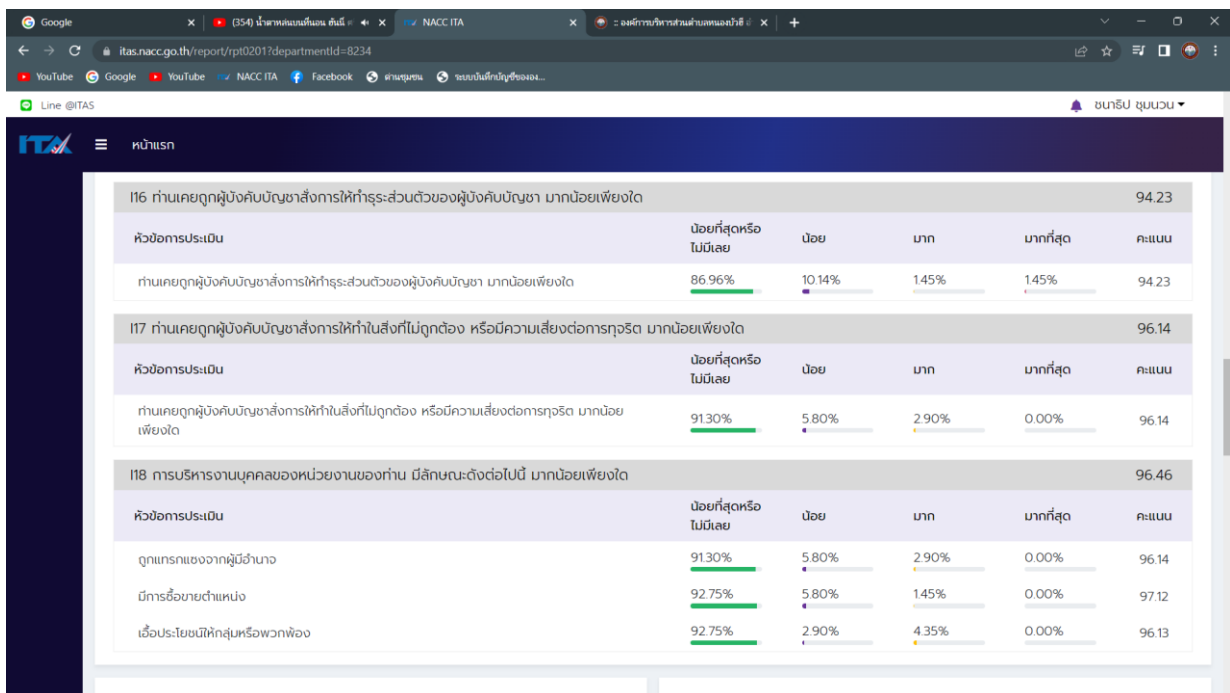 Google
(354) น้ำตาหล่นบนที่นอน
NACC ITA
:: องค์การบริหารส่วนตำบลหนองบัวฮี
itas.nacc.go.th/report/rpt0201?departmentId=8234
YouTube Google YouTube NACC ITA Facebook ด่านชุมชน
Line @ITAS
ชนาธิป ชุมนวน
ITA หน้าแรก
I16 ท่านเคยถูกผู้บังคับบัญชาสั่งการให้ทำธุระส่วนตัวของผู้บังคับบัญชา มากน้อยเพียงใด 94.23
หัวข้อการประเมิน น้อยที่สุดหรือ น้อย มาก มากที่สุด คะแนน
ไม่มีเลย
ท่านเคยถูกผู้บังคับบัญชาสั่งการให้ทำธุระส่วนตัวของผู้บังคับบัญชา มากน้อยเพียงใด 86.96% 10.14% 1.45% 1.45% 94.23
I17 ท่านเคยถูกผู้บังคับบัญชาสั่งการให้ทำในสิ่งที่ไม่ถูกต้อง หรือมีความเสี่ยงต่อการทุจริต มากน้อยเพียงใด 96.14
หัวข้อการประเมิน น้อยที่สุดหรือ น้อย มาก มากที่สุด คะแนน
ไม่มีเลย
ท่านเคยถูกผู้บังคับบัญชาสั่งการให้ทำในสิ่งที่ไม่ถูกต้อง หรือมีความเสี่ยงต่อการทุจริต มากน้อย 91.30% 5.80% 2.90% 0.00% 96.14
เพียงใด
I18 การบริหารงานบุคคลของหน่วยงานของท่าน มีลักษณะดังต่อไปนี้ มากน้อยเพียงใด 96.46
หัวข้อการประเมิน น้อยที่สุดหรือ น้อย มาก มากที่สุด คะแนน
ไม่มีเลย
ถูกแทรกแซงจากผู้มีอำนาจ 91.30% 5.80% 2.90% 0.00% 96.14
มีการซื้อขายตำแหน่ง 92.75% 5.80% 1.45% 0.00% 97.12
เอื้อประโยชน์ให้กลุ่มหรือพวกพ้อง 92.75% 2.90% 4.35% 0.00% 96.13